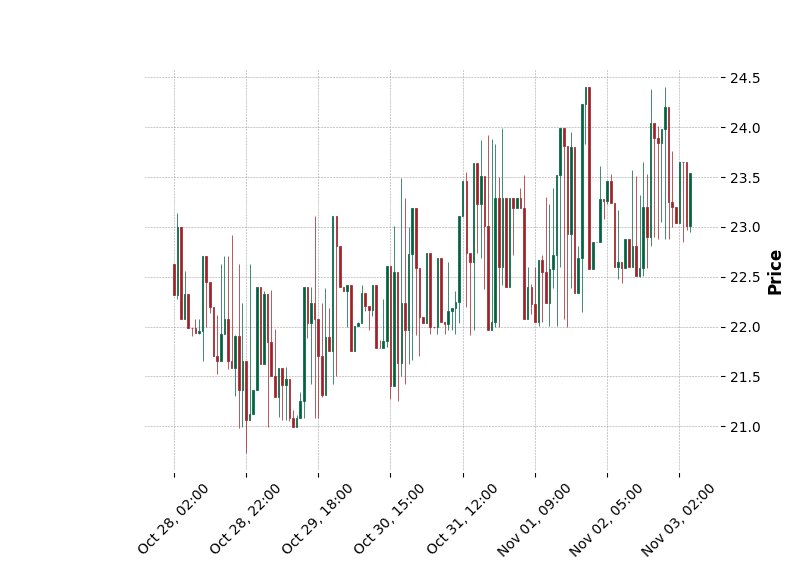 24.5
24.0
23.5
23.0
22.5
22.0
21.5
21.0
Price
Oct 28, 02:00
Oct 28, 22:00
Oct 29, 18:00
Oct 30, 15:00
Oct 31, 12:00
Nov 01, 09:00
Nov 02, 05:00
Nov 03, 02:00